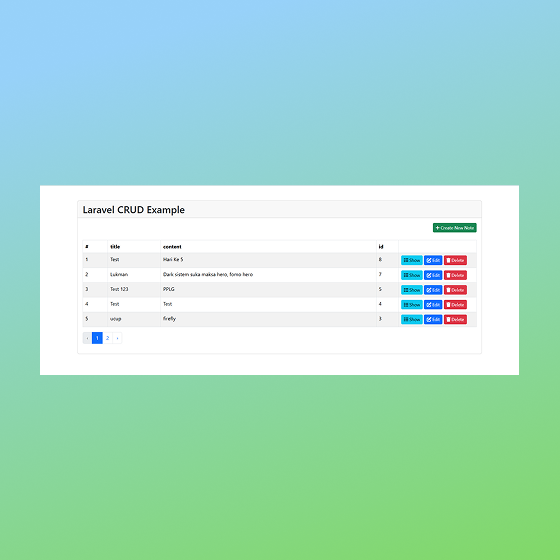 Laravel CRUD Example
+ Create New Note
# title content id
1 Test Hari Ke 5 8 Show Edit Delete
2 Lukman Dark sistem suka maksa hero, fomo hero 7 Show Edit Delete
3 Test 123 PPLG 5 Show Edit Delete
4 Test Test 4 Show Edit Delete
5 ucup firefly 3 Show Edit Delete
‹ 1 2 ›